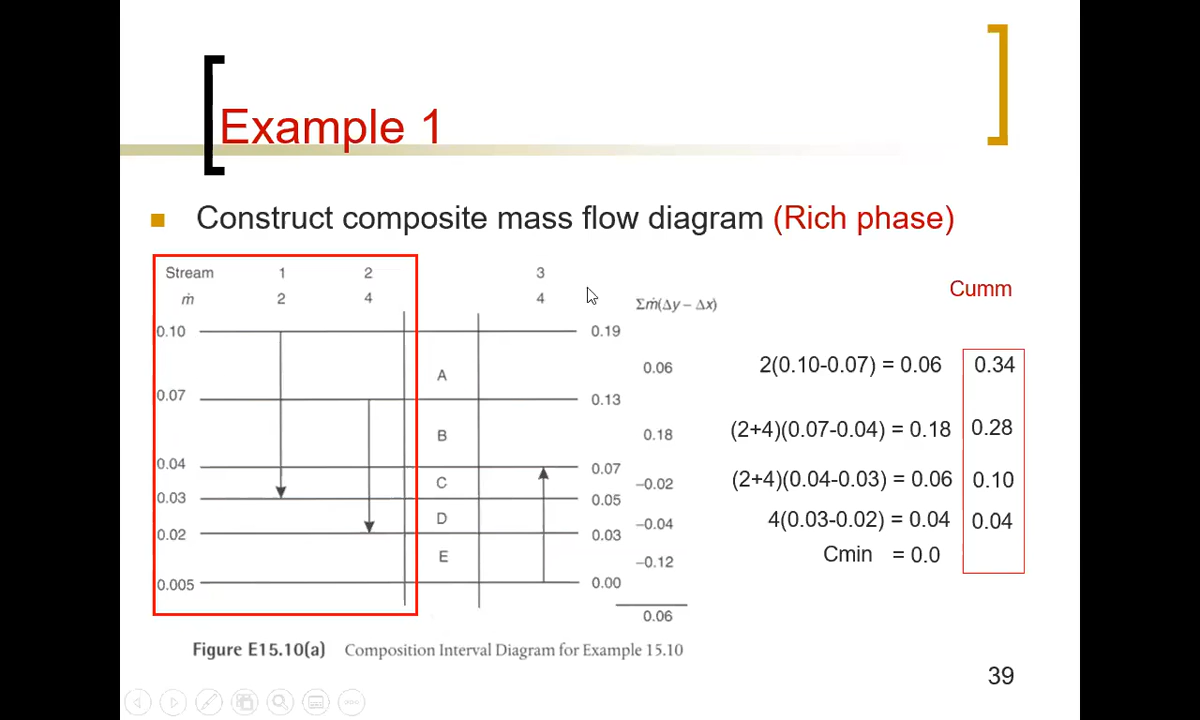 Example 1
Construct composite mass flow diagram (Rich phase)
Stream 1 2 3
ṁ 2 4 4 Σṁ(Δy – Δx) Cumm
0.10 0.19
A 0.06 2(0.10-0.07) = 0.06 0.34
0.07 0.13
B 0.18 (2+4)(0.07-0.04) = 0.18 0.28
0.04 0.07
C –0.02 (2+4)(0.04-0.03) = 0.06 0.10
0.03 0.05
D –0.04 4(0.03-0.02) = 0.04 0.04
0.02 0.03
E –0.12 Cmin = 0.0
0.005 0.00
0.06
Figure E15.10(a) Composition Interval Diagram for Example 15.10
39